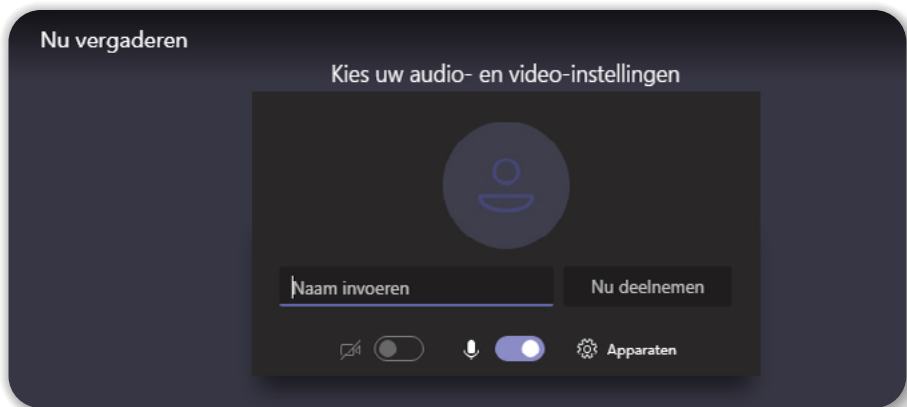 Nu vergaderen
Kies uw audio- en video-instellingen
Naam invoeren
Nu deelnemen
Apparaten